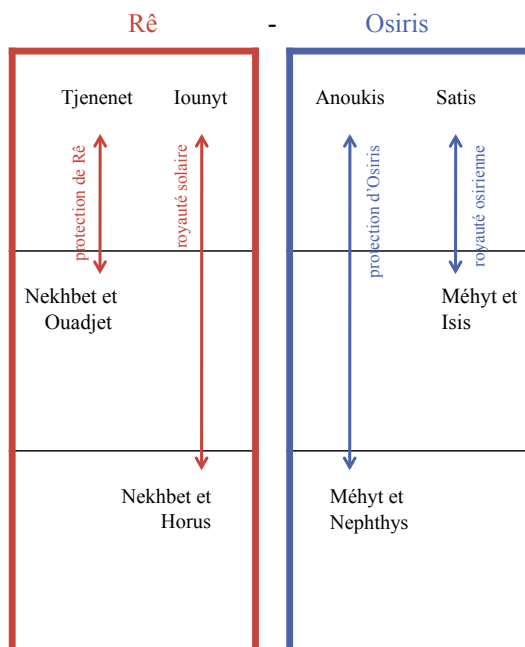 Rê - Osiris
Tjenenet Iounyt Anoukis Satis
protection de Rê
royauté solaire
protection d’Osiris
royauté osirienne
Nekhbet et
Ouadjet
Méhyt et
Isis
Nekhbet et
Horus
Méhyt et
Nephthys